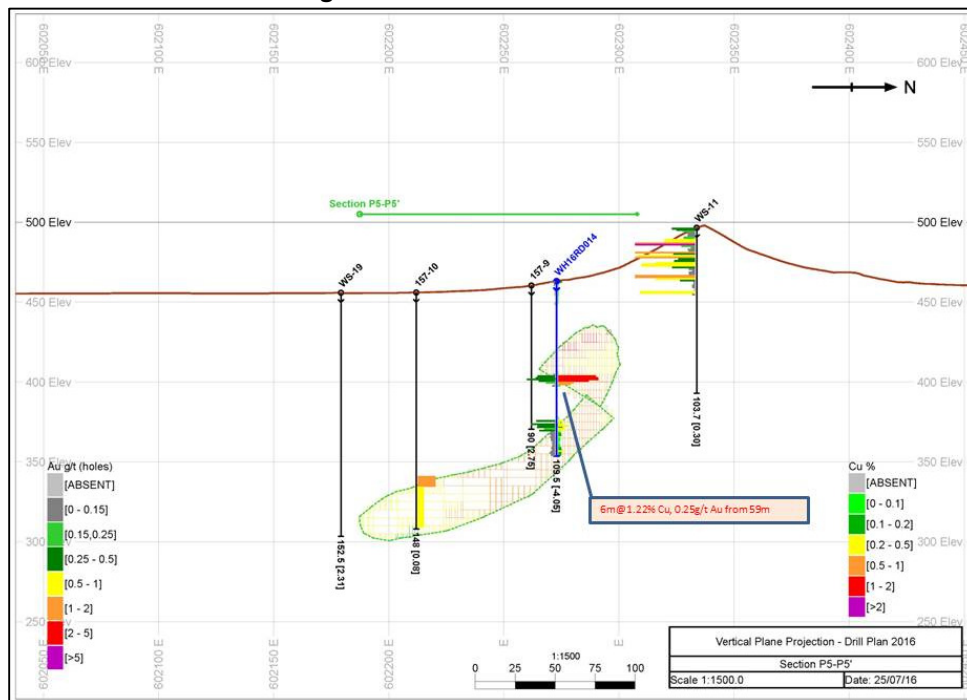 602050 E
602100 E
602150 E
602200 E
602250 E
602300 E
602350 E
602400 E
600 Elev
600 Elev
N
550 Elev
550 Elev
Section P5-P5'
WS-11
500 Elev
500 Elev
WS-19
157-10
157-9
WH16RD014
450 Elev
450 Elev
400 Elev
400 Elev
103.7 [0.30]
90 [2.75]
109.5 [-4.05]
350 Elev
350 Elev
6m@1.22% Cu, 0.25g/t Au from 59m
152.5 [2.31]
148 [0.08]
300 Elev
300 Elev
250 Elev
250 Elev
Au g/t (holes)
[ABSENT]
[0 - 0.15]
[0.15,0.25]
[0.25 - 0.5]
[0.5 - 1]
[1 - 2]
[2 - 5]
[>5]
Cu %
[ABSENT]
[0 - 0.1]
[0.1 - 0.2]
[0.2 - 0.5]
[0.5 - 1]
[1 - 2]
[>2]
1:1500
0 25 50 75 100
Vertical Plane Projection - Drill Plan 2016
Section P5-P5'
Scale 1:1500.0 Date: 25/07/16
602050 E
602100 E
602150 E
602200 E
602250 E